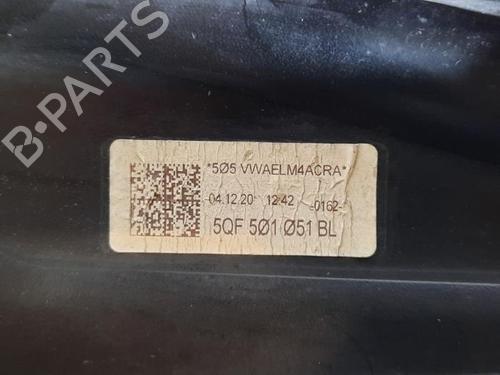 *5Ø5 VWAELM4ACRA*
04.12.20 12:42 -0162-
5QF 5Ø1 Ø51 BL
B PARTS